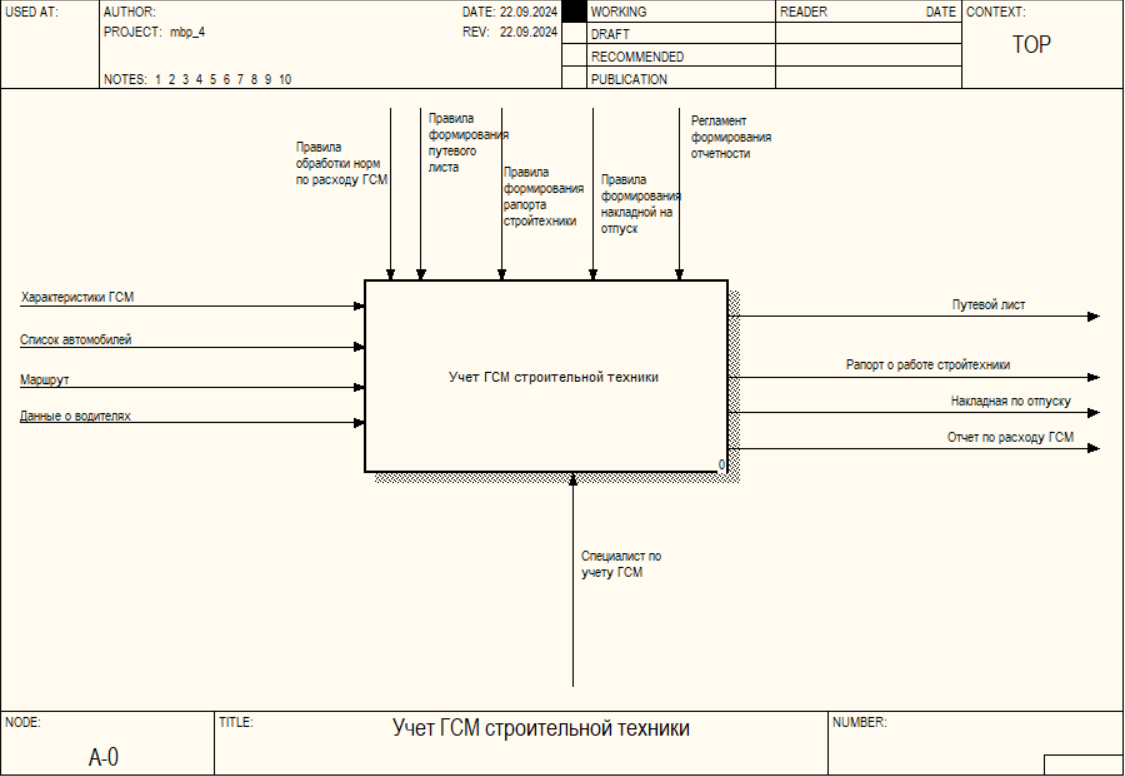 USED AT:
AUTHOR:
DATE: 22.09.2024
WORKING
READER
DATE
CONTEXT:
PROJECT: mbp_4
REV: 22.09.2024
DRAFT
TOP
RECOMMENDED
NOTES: 1 2 3 4 5 6 7 8 9 10
PUBLICATION
Правила
обработки норм
по расходу ГСМ
Правила
формирования
путевого
листа
Правила
формирования
рапорта
стройтехники
Правила
формирования
накладной на
отпуск
Регламент
формирования
отчетности
Характеристики ГСМ
Список автомобилей
Маршрут
Данные о водителях
Учет ГСМ строительной техники
0
Путевой лист
Рапорт о работе стройтехники
Накладная по отпуску
Отчет по расходу ГСМ
Специалист по
учету ГСМ
NODE:
A-0
TITLE:
Учет ГСМ строительной техники
NUMBER: